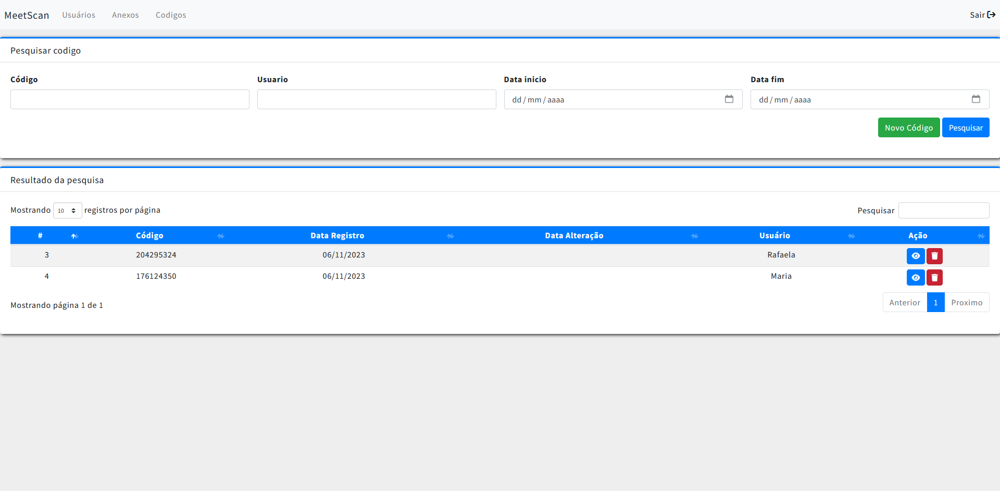 MeetScan Usuários Anexos Codigos Sair
Pesquisar codigo
Código Usuario Data inicio Data fim
dd/mm/aaaa dd/mm/aaaa
Novo Código Pesquisar
Resultado da pesquisa
Mostrando 10 registros por página Pesquisar
# Código Data Registro Data Alteração Usuário Ação
3 204295324 06/11/2023 Rafaela
4 176124350 06/11/2023 Maria
Mostrando página 1 de 1 Anterior 1 Proximo